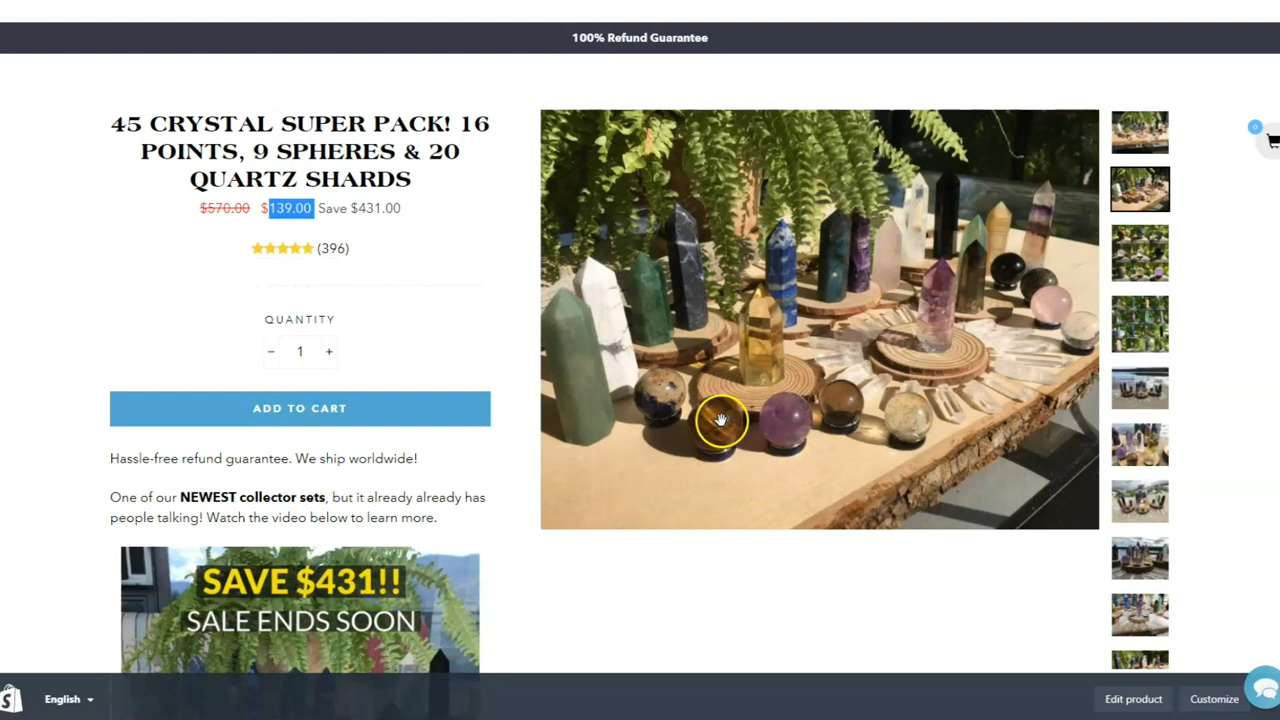 100% Refund Guarantee
45 CRYSTAL SUPER PACK! 16
POINTS, 9 SPHERES & 20
QUARTZ SHARDS
$570.00 $139.00 Save $431.00
(396)
0
QUANTITY
− 1 +
ADD TO CART
Hassle-free refund guarantee. We ship worldwide!
One of our NEWEST collector sets, but it already already has
people talking! Watch the video below to learn more.
SAVE $431!!
SALE ENDS SOON
English
Edit product
Customize